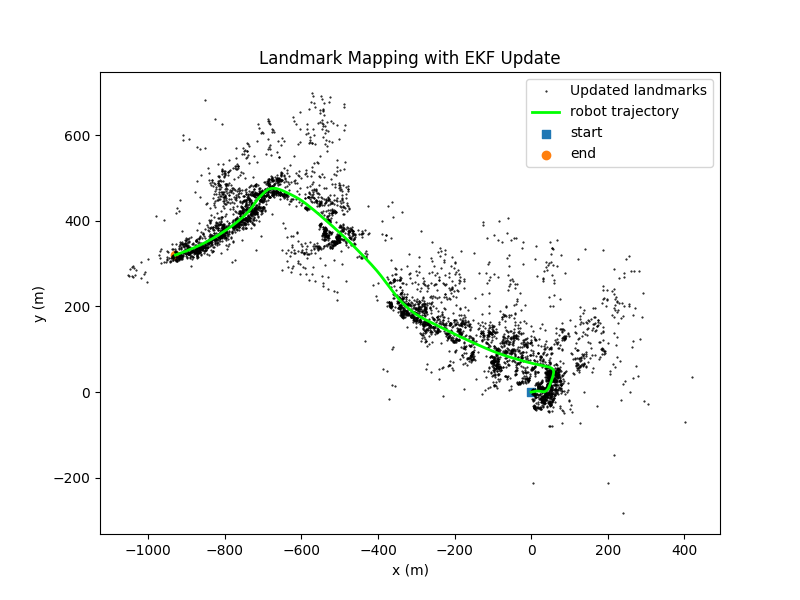 Landmark Mapping with EKF Update
Updated landmarks
robot trajectory
start
end
y (m)
600
400
200
0
−200
−1000 −800 −600 −400 −200 0 200 400
x (m)